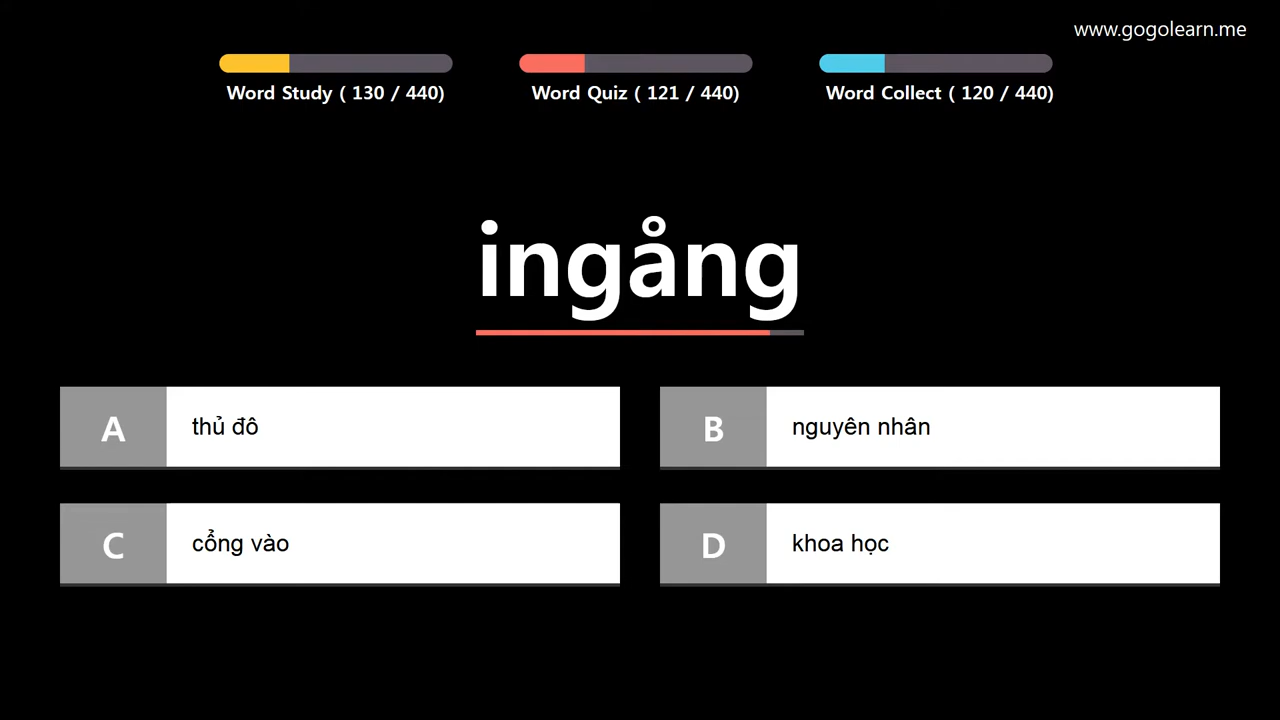 www.gogolearn.me
Word Study ( 130 / 440)
Word Quiz ( 121 / 440)
Word Collect ( 120 / 440)
ingång
A
thủ đô
B
nguyên nhân
C
cổng vào
D
khoa học